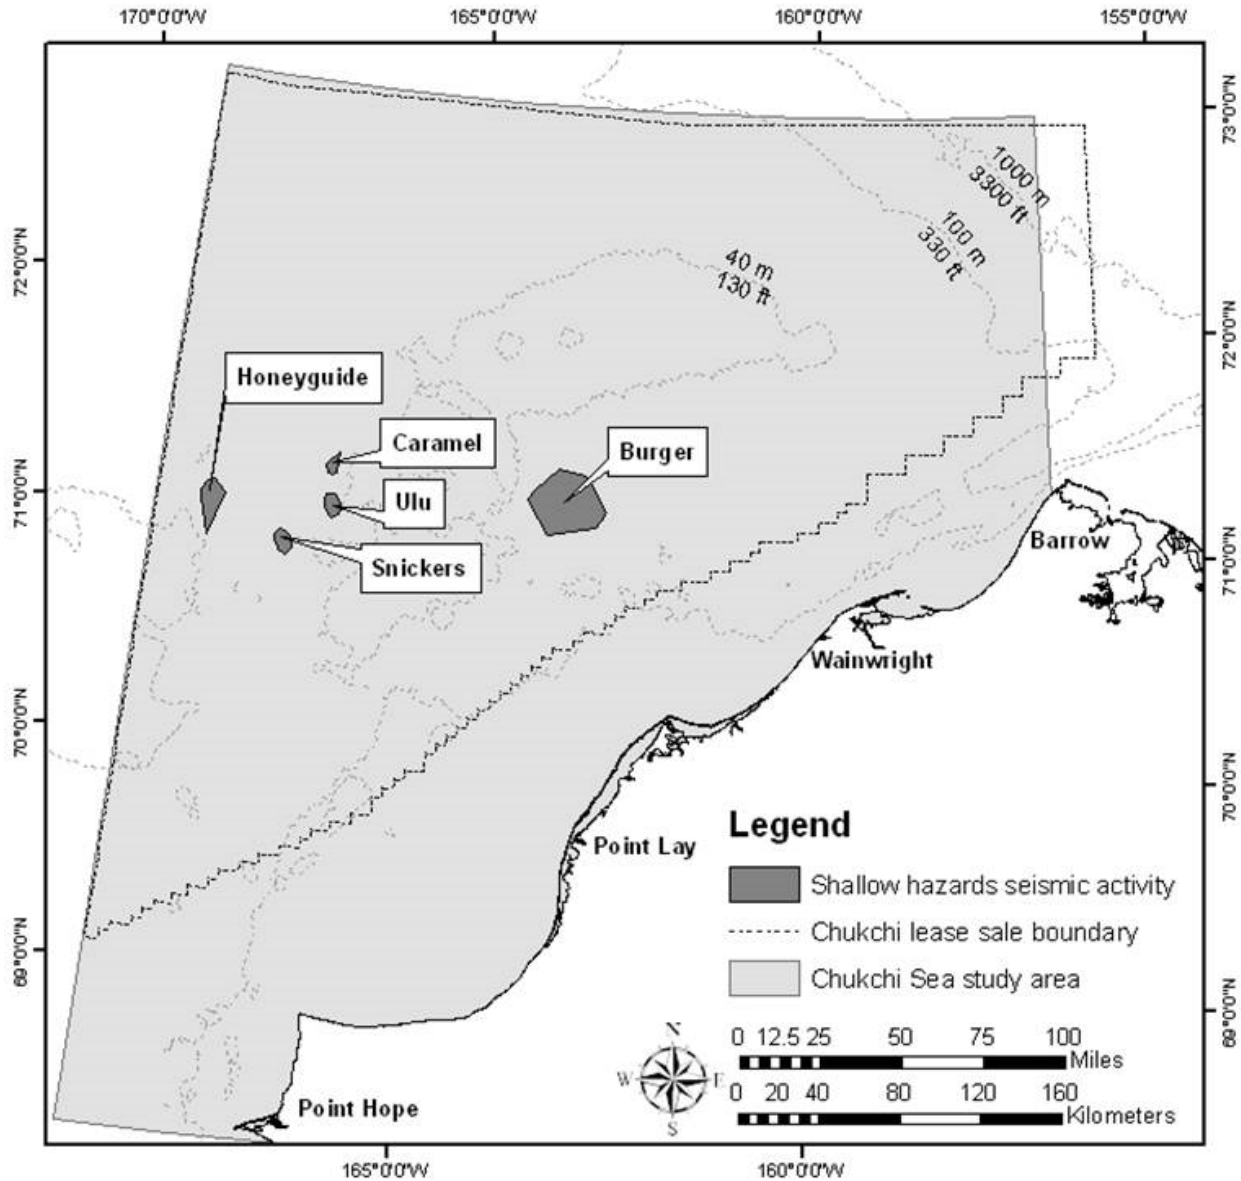 170°0'0"W 165°0'0"W 160°0'0"W 155°0'0"W
73°0'0"N
1000 m
3300 ft
100 m
330 ft
40 m
130 ft
72°0'0"N
72°0'0"N
Honeyguide
Caramel
Burger
Ulu
71°0'0"N
Snickers
Barrow
71°0'0"N
Wainwright
70°0'0"N
70°0'0"N
Point Lay
Legend
Shallow hazards seismic activity
Chukchi lease sale boundary
Chukchi Sea study area
69°0'0"N
69°0'0"N
N
W E
S
0 12.5 25 50 75 100
Miles
0 20 40 80 120 160
Kilometers
Point Hope
165°0'0"W 160°0'0"W